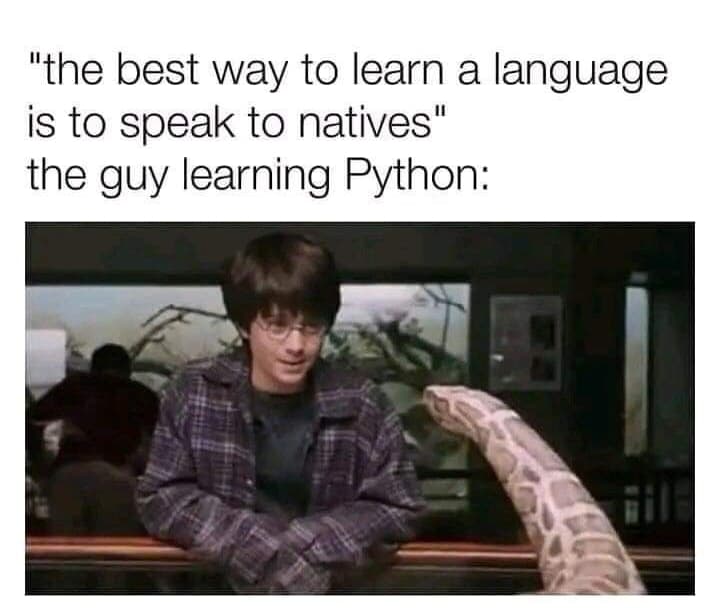 "the best way to learn a language
is to speak to natives"
the guy learning Python: